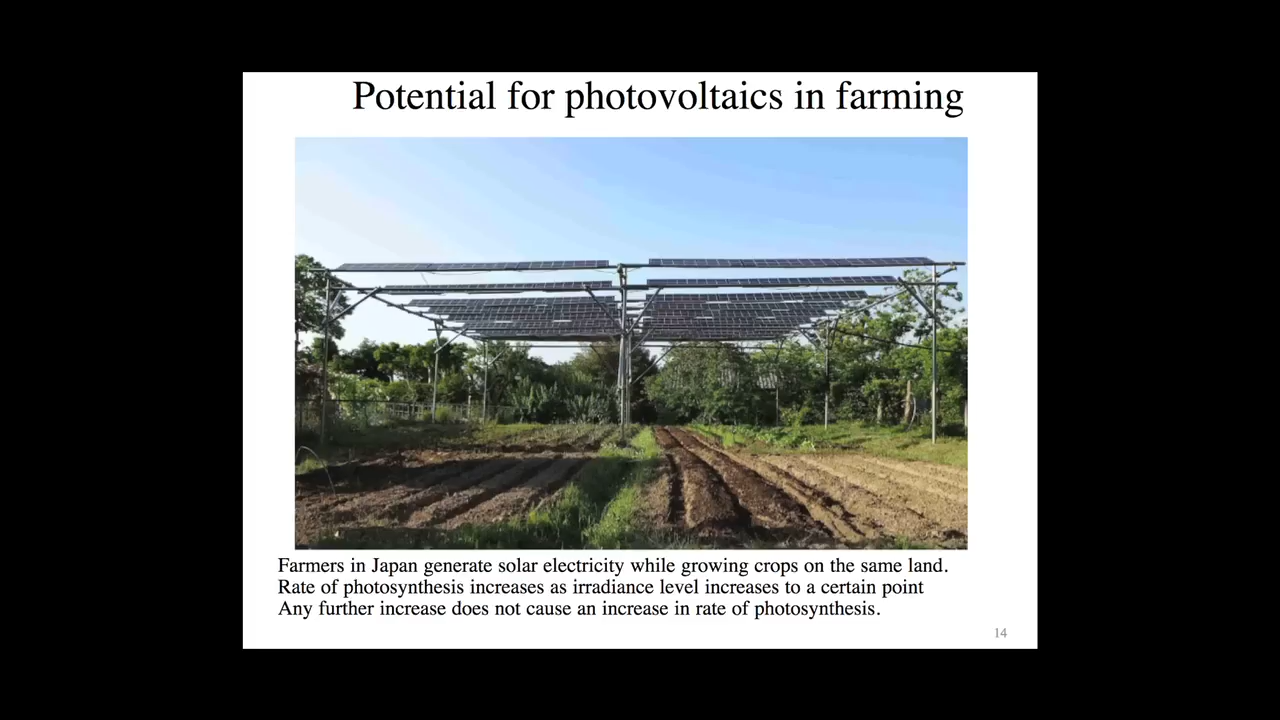 Potential for photovoltaics in farming
Farmers in Japan generate solar electricity while growing crops on the same land.
Rate of photosynthesis increases as irradiance level increases to a certain point
Any further increase does not cause an increase in rate of photosynthesis.
14